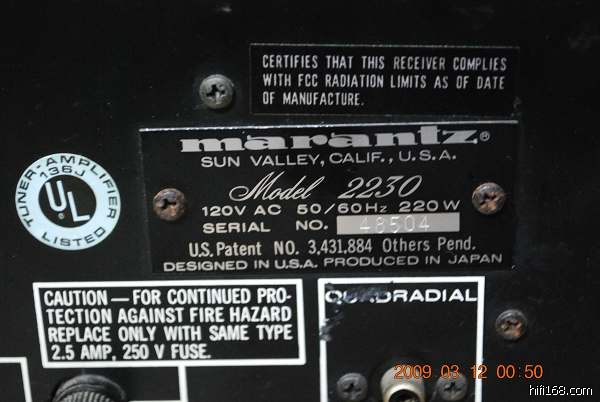 CERTIFIES THAT THIS RECEIVER COMPLIES
WITH FCC RADIATION LIMITS AS OF DATE
OF MANUFACTURE.
marantz®
SUN VALLEY, CALIF., U.S.A.
Model 2230
120V AC 50/60Hz 220W
SERIAL NO. 48504
U.S. Patent NO. 3,431,884 Others Pend.
DESIGNED IN U.S.A. PRODUCED IN JAPAN
TUNER-AMPLIFIER
136J
UL
LISTED
CAUTION — FOR CONTINUED PRO-
TECTION AGAINST FIRE HAZARD
REPLACE ONLY WITH SAME TYPE
2.5 AMP, 250 V FUSE.
QUADRADIAL
2009 03 12 00:50
hifi168.com